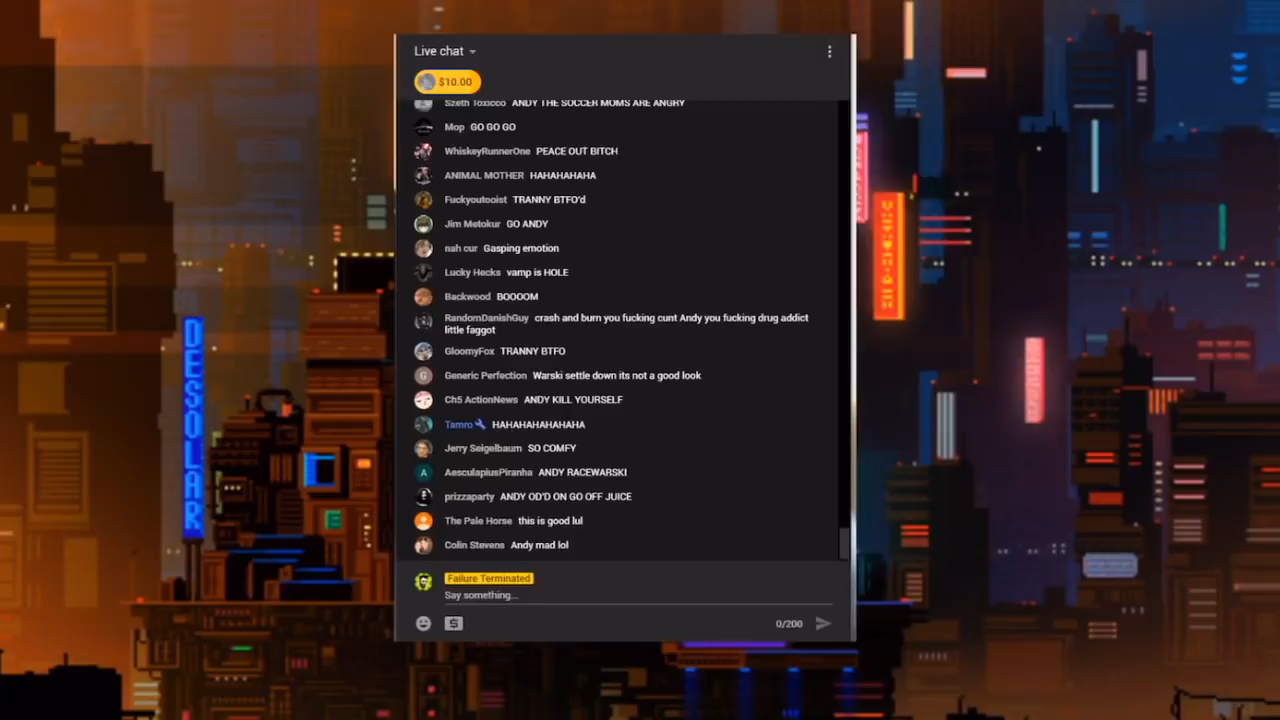 Live chat
$10.00
Szeth Toxicco ANDY THE SOCCER MOMS ARE ANGRY
Mop GO GO GO
WhiskeyRunnerOne PEACE OUT BITCH
ANIMAL MOTHER HAHAHAHAHA
Fuckyoutooist TRANNY BTFO'd
Jim Metokur GO ANDY
nah cur Gasping emotion
Lucky Hecks vamp is HOLE
Backwood BOOOOM
RandomDanishGuy crash and burn you fucking cunt Andy you fucking drug addict
little faggot
GloomyFox TRANNY BTFO
G Generic Perfection Warski settle down its not a good look
Ch5 ActionNews ANDY KILL YOURSELF
Tamro HAHAHAHAHAHAHA
Jerry Seigelbaum SO COMFY
A AesculapiusPiranha ANDY RACEWARSKI
prizzaparty ANDY OD'D ON GO OFF JUICE
The Pale Horse this is good lul
Colin Stevens Andy mad lol
Failure Terminated
Say something...
0/200
DESOLAR